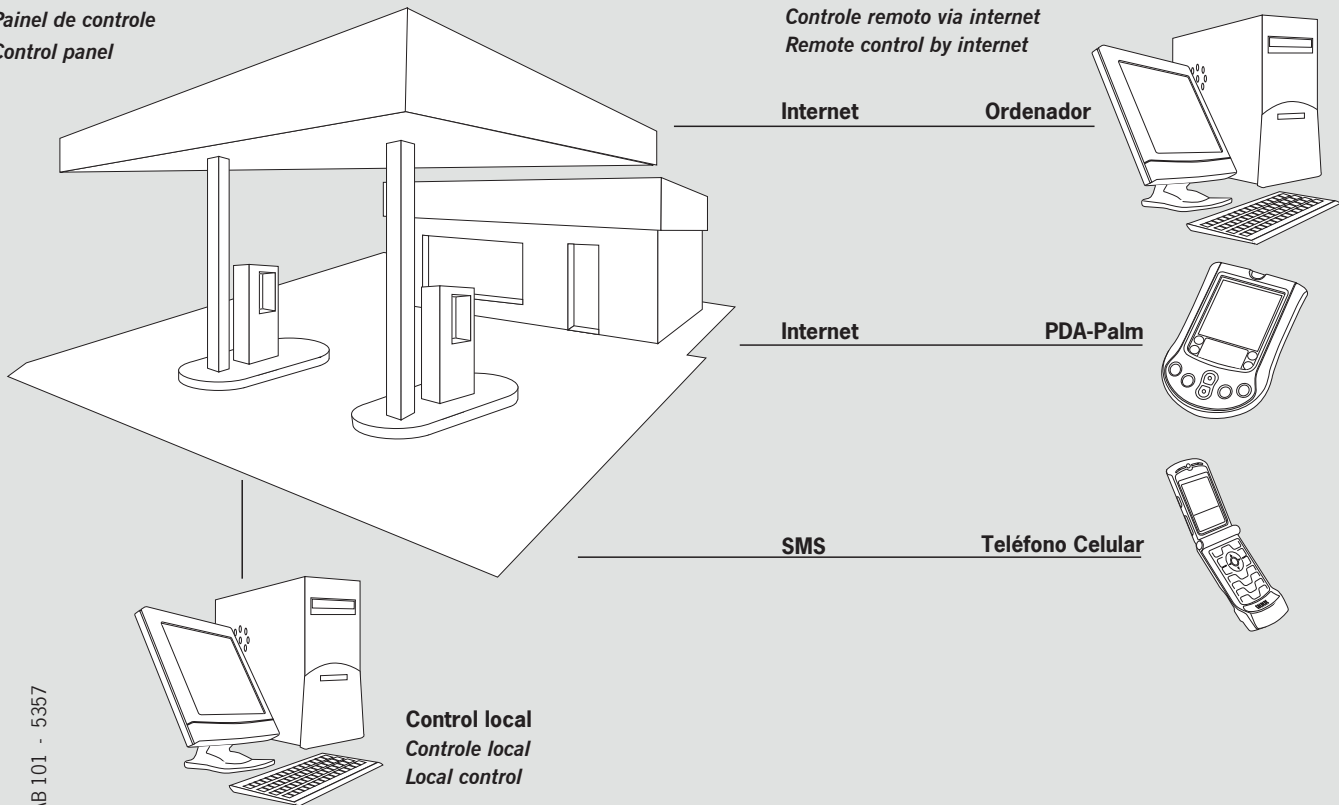 Painel de controle
Control panel
Controle remoto via internet
Remote control by internet
Internet Ordenador
Internet PDA-Palm
SMS Teléfono Celular
Control local
Controle local
Local control
AB 101 - 5357